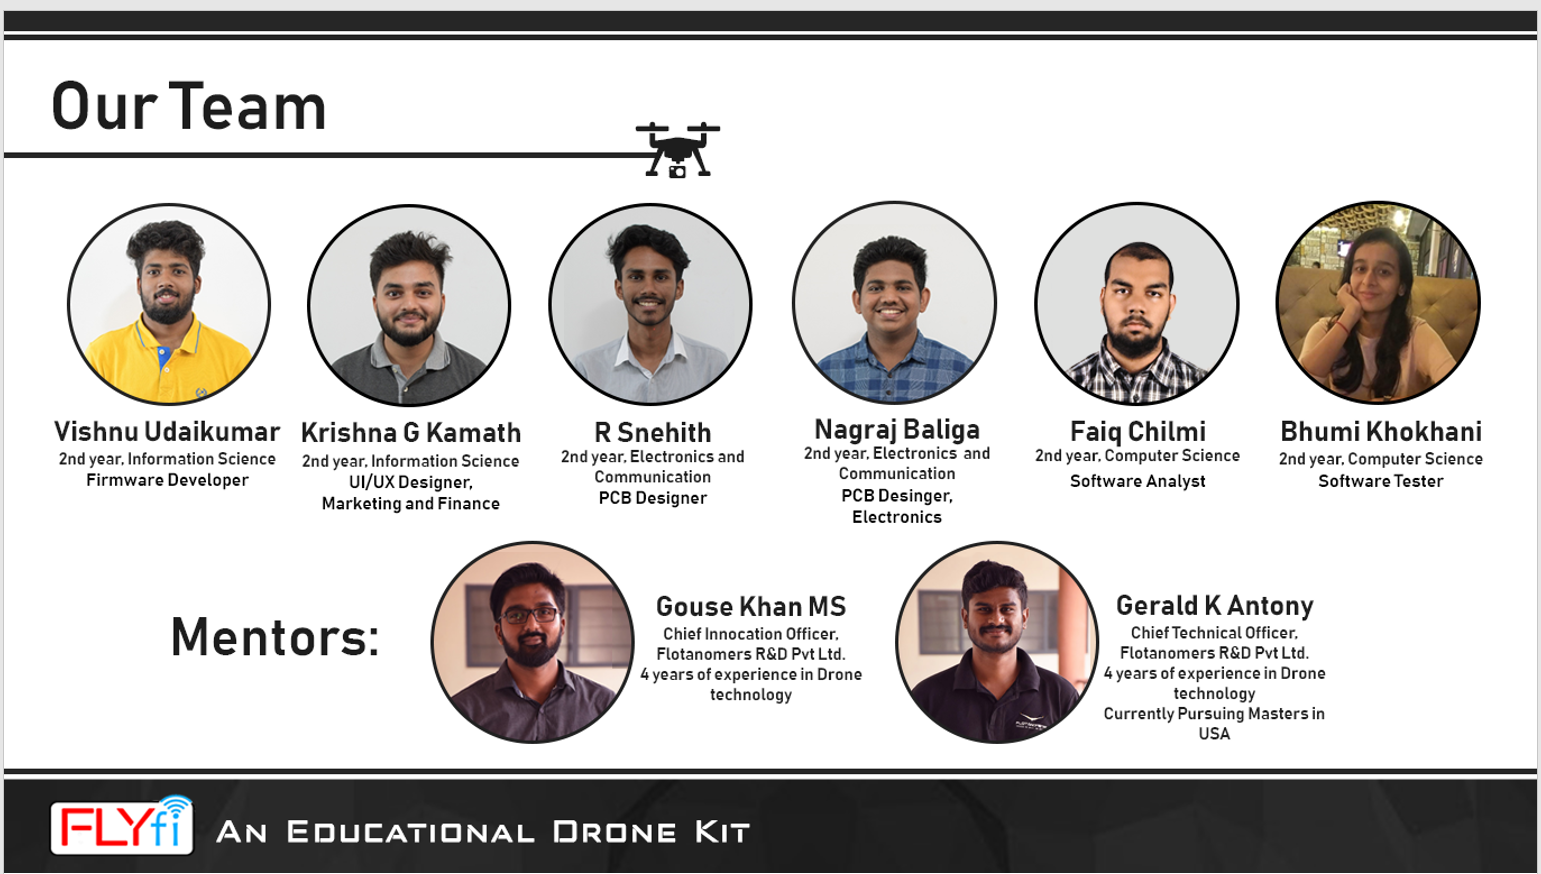 Our Team
Vishnu Udaikumar
2nd year, Information Science
Firmware Developer
Krishna G Kamath
2nd year, Information Science
UI/UX Designer,
Marketing and Finance
R Snehith
2nd year, Electronics and
Communication
PCB Designer
Nagraj Baliga
2nd year, Electronics and
Communication
PCB Desinger,
Electronics
Faiq Chilmi
2nd year, Computer Science
Software Analyst
Bhumi Khokhani
2nd year, Computer Science
Software Tester
Mentors:
Gouse Khan MS
Chief Innocation Officer,
Flotanomers R&D Pvt Ltd.
4 years of experience in Drone
technology
Gerald K Antony
Chief Technical Officer,
Flotanomers R&D Pvt Ltd.
4 years of experience in Drone
technology
Currently Pursuing Masters in
USA
FLYfi
An Educational Drone Kit